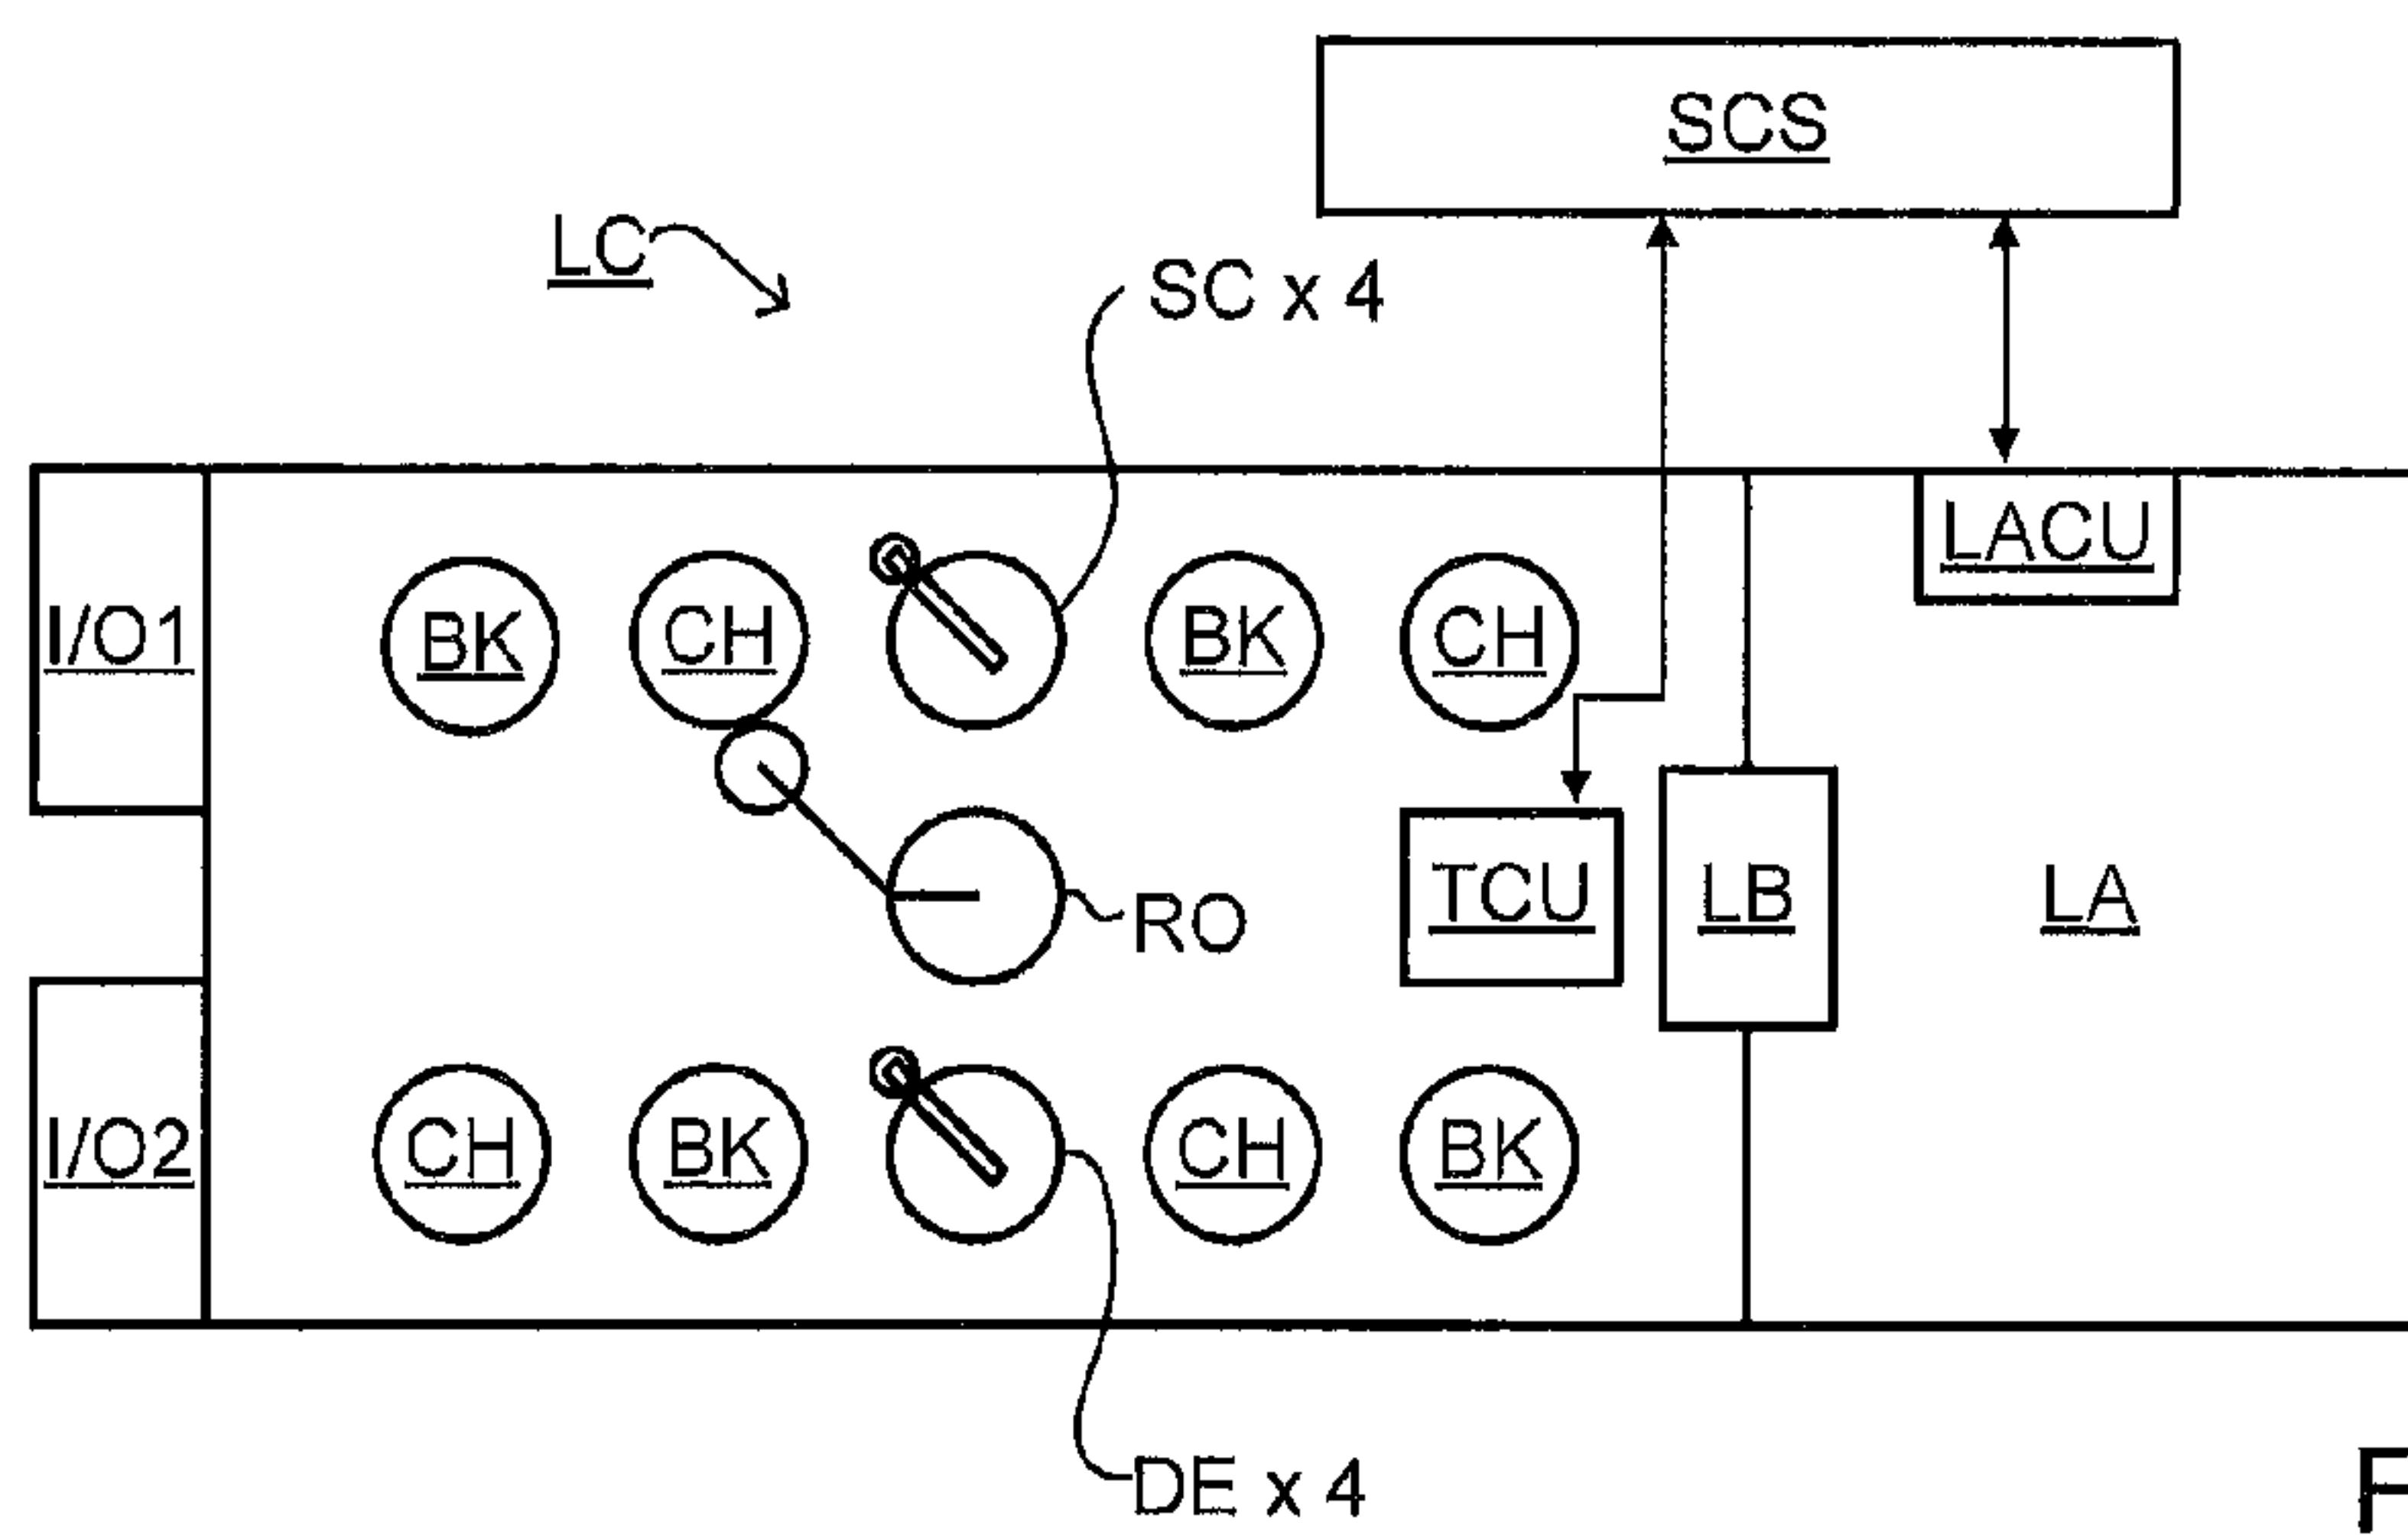 SCS
LC
SC x 4
LACU
I/O1
BK
CH
BK
CH
RO
TCU
LB
LA
I/O2
CH
BK
CH
BK
DE x 4
F